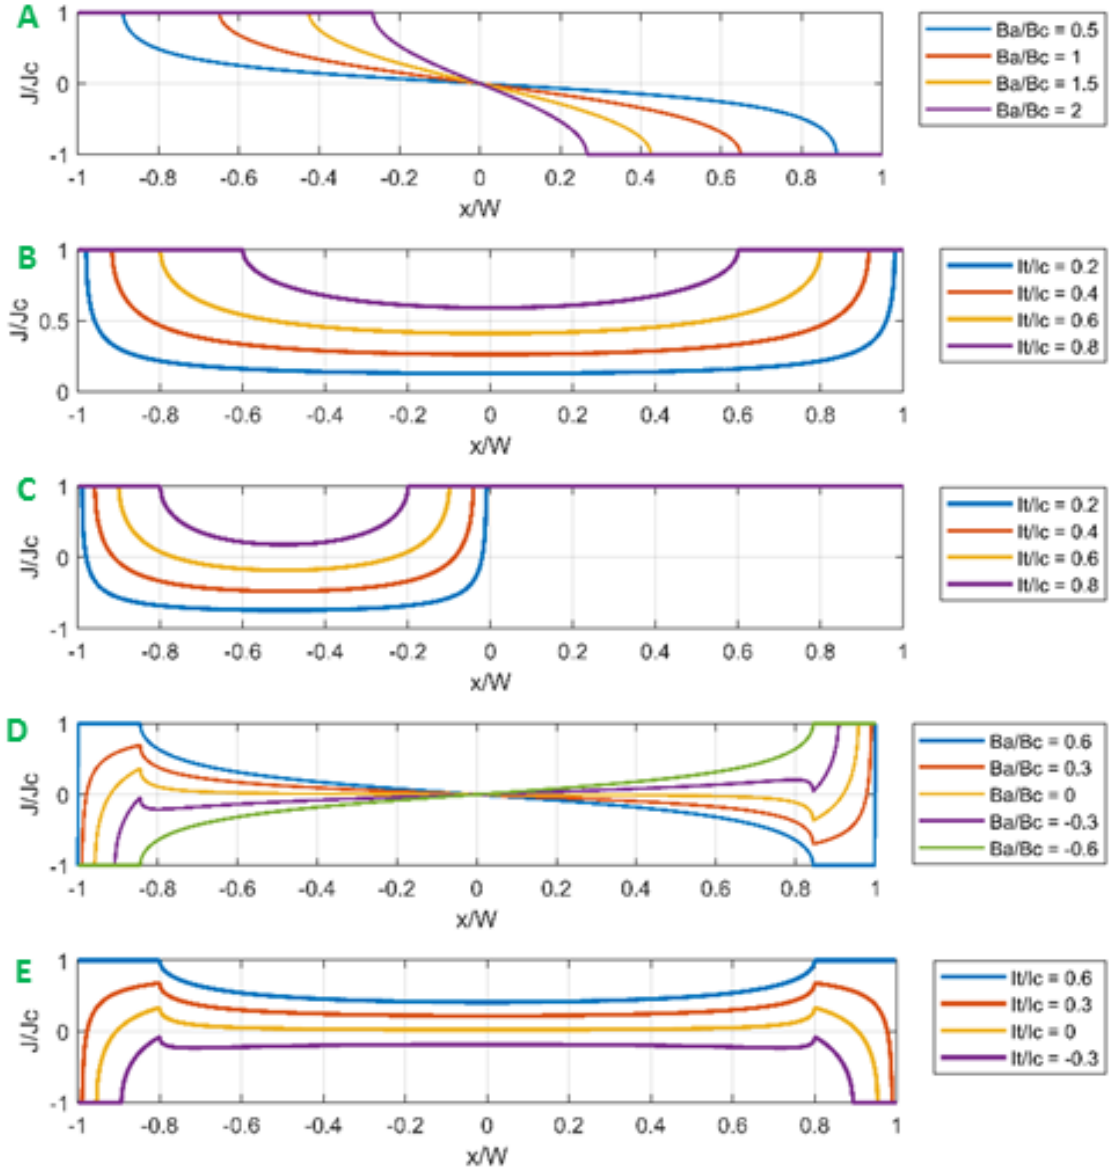 A
1
0
-1
J/Jc
-1 -0.8 -0.6 -0.4 -0.2 0 0.2 0.4 0.6 0.8 1
x/W
Ba/Bc = 0.5
Ba/Bc = 1
Ba/Bc = 1.5
Ba/Bc = 2
B
1
0.5
0
J/Jc
-1 -0.8 -0.6 -0.4 -0.2 0 0.2 0.4 0.6 0.8 1
x/W
It/Ic = 0.2
It/Ic = 0.4
It/Ic = 0.6
It/Ic = 0.8
C
1
0
-1
J/Jc
-1 -0.8 -0.6 -0.4 -0.2 0 0.2 0.4 0.6 0.8 1
x/W
It/Ic = 0.2
It/Ic = 0.4
It/Ic = 0.6
It/Ic = 0.8
D
1
0
-1
J/Jc
-1 -0.8 -0.6 -0.4 -0.2 0 0.2 0.4 0.6 0.8 1
x/W
Ba/Bc = 0.6
Ba/Bc = 0.3
Ba/Bc = 0
Ba/Bc = -0.3
Ba/Bc = -0.6
E
1
0
-1
J/Jc
-1 -0.8 -0.6 -0.4 -0.2 0 0.2 0.4 0.6 0.8 1
x/W
It/Ic = 0.6
It/Ic = 0.3
It/Ic = 0
It/Ic = -0.3